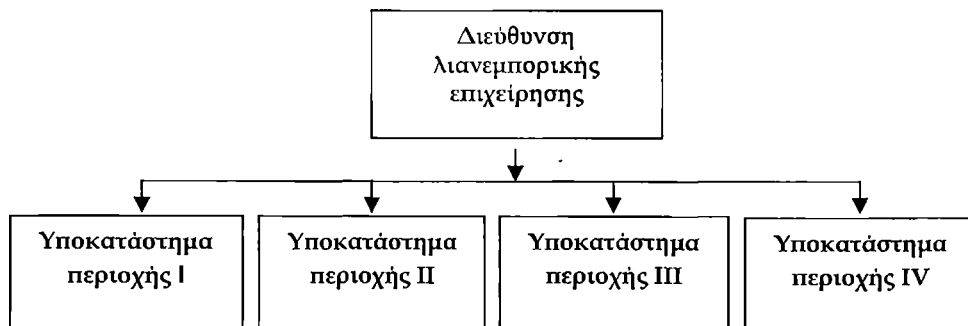 Διεύθυνση
λιανεμπορικής
επιχείρησης
Υποκατάστημα
περιοχής I
Υποκατάστημα
περιοχής II
Υποκατάστημα
περιοχής III
Υποκατάστημα
περιοχής IV